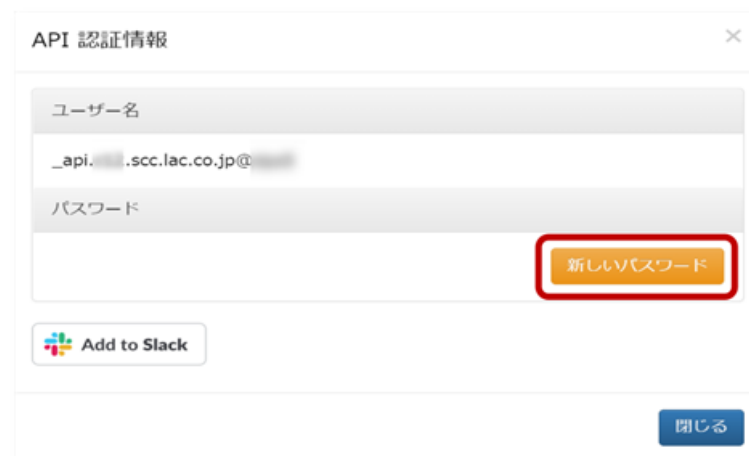 API 認証情報
×
ユーザー名
_api. .scc.lac.co.jp@
パスワード
新しいパスワード
Add to Slack
閉じる